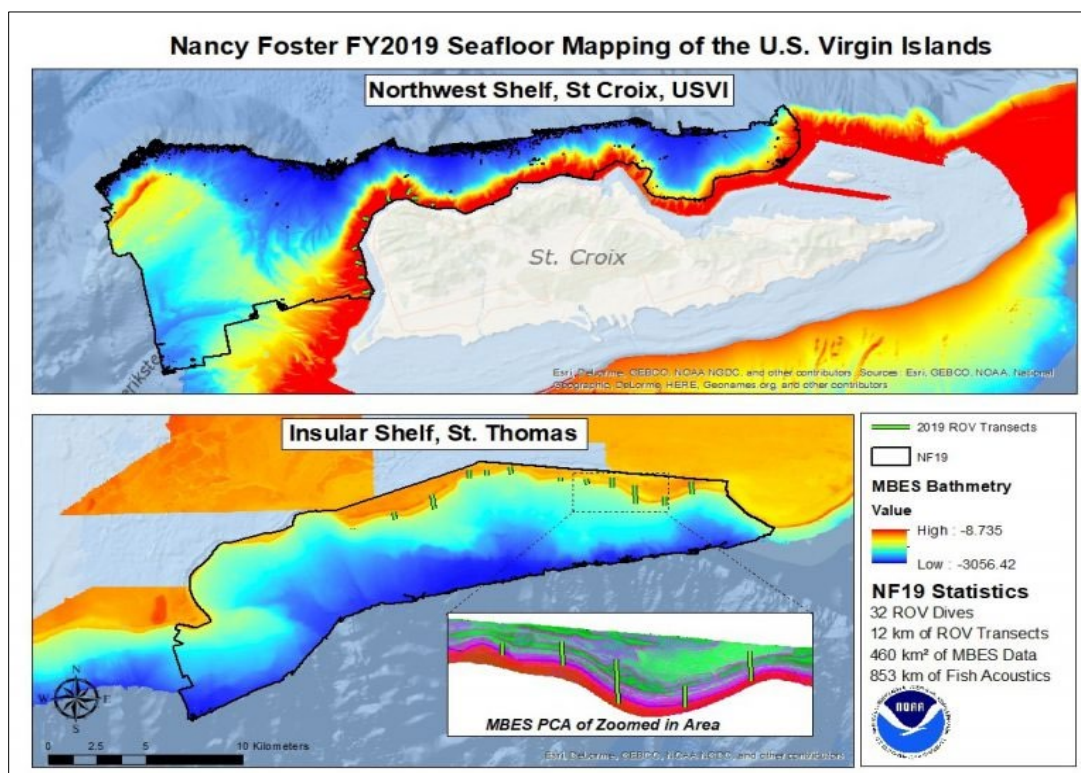 Nancy Foster FY2019 Seafloor Mapping of the U.S. Virgin Islands
Northwest Shelf, St Croix, USVI
St. Croix
Esri, DeLorme, GEBCO, NOAA NGDC, and other contributors Sources: Esri, GEBCO, NOAA, National
Geographic, DeLorme, HERE, Geonames.org, and other contributors
Insular Shelf, St. Thomas
2019 ROV Transects
NF19
MBES Bathmetry
Value
High : -8.735
Low : -3056.42
NF19 Statistics
32 ROV Dives
12 km of ROV Transects
460 km² of MBES Data
853 km of Fish Acoustics
NOAA
MBES PCA of Zoomed in Area
N
W E
S
0 2.5 5 10 Kilometers
Esri, DeLorme, GEBCO, NOAA NGDC, and other contributors